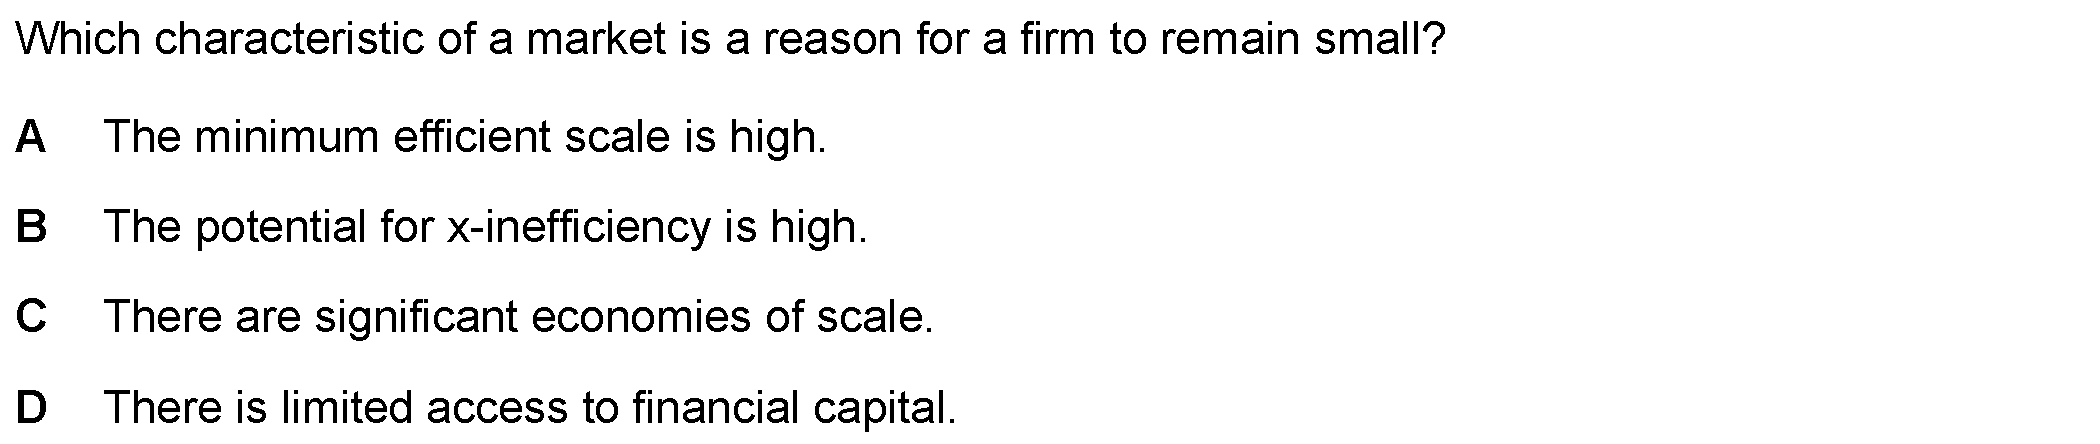 Which characteristic of a market is a reason for a firm to remain small?
A The minimum efficient scale is high.
B The potential for x-inefficiency is high.
C There are significant economies of scale.
D There is limited access to financial capital.